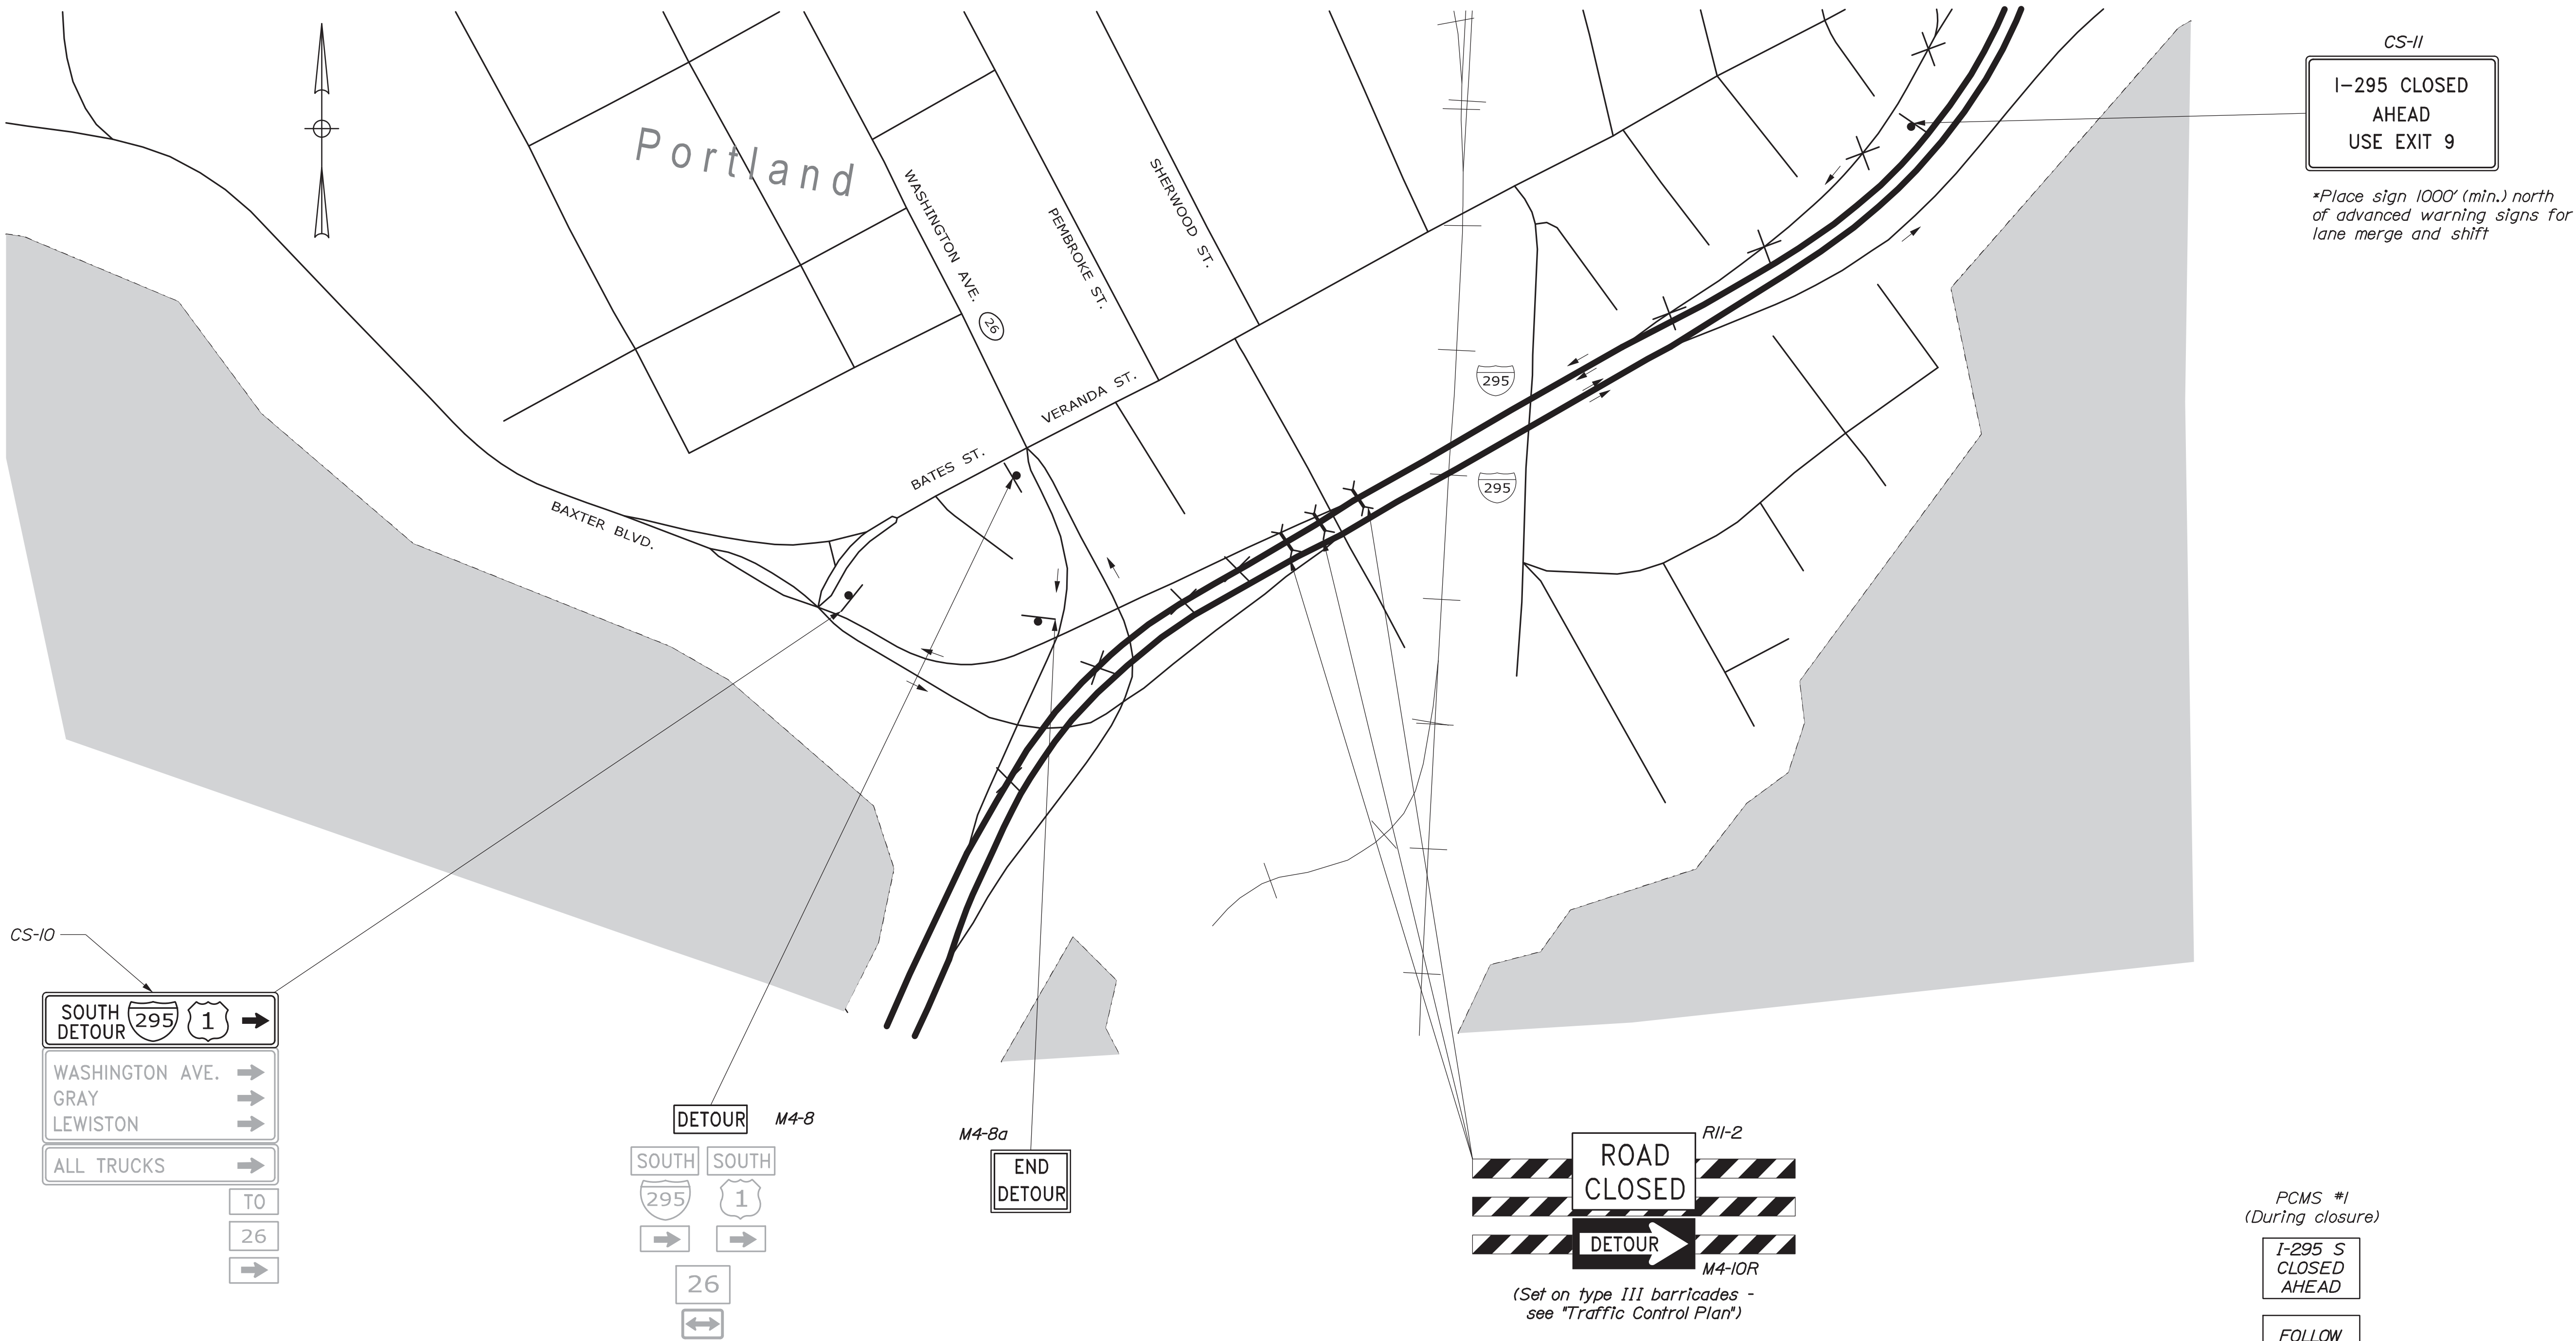 CS-11
I-295 CLOSED
AHEAD
USE EXIT 9
*Place sign 1000' (min.) north
of advanced warning signs for
lane merge and shift
Portland
WASHINGTON AVE.
26
PEMBROKE ST.
SHERWOOD ST.
VERANDA ST.
BATES ST.
BAXTER BLVD.
295
295
CS-10
SOUTH
DETOUR
295
1
WASHINGTON AVE.
GRAY
LEWISTON
ALL TRUCKS
TO
26
DETOUR
M4-8
SOUTH SOUTH
295 1
26
M4-8a
END
DETOUR
R11-2
ROAD
CLOSED
DETOUR
M4-10R
(Set on type III barricades -
see "Traffic Control Plan")
PCMS #1
(During closure)
I-295 S
CLOSED
AHEAD
FOLLOW